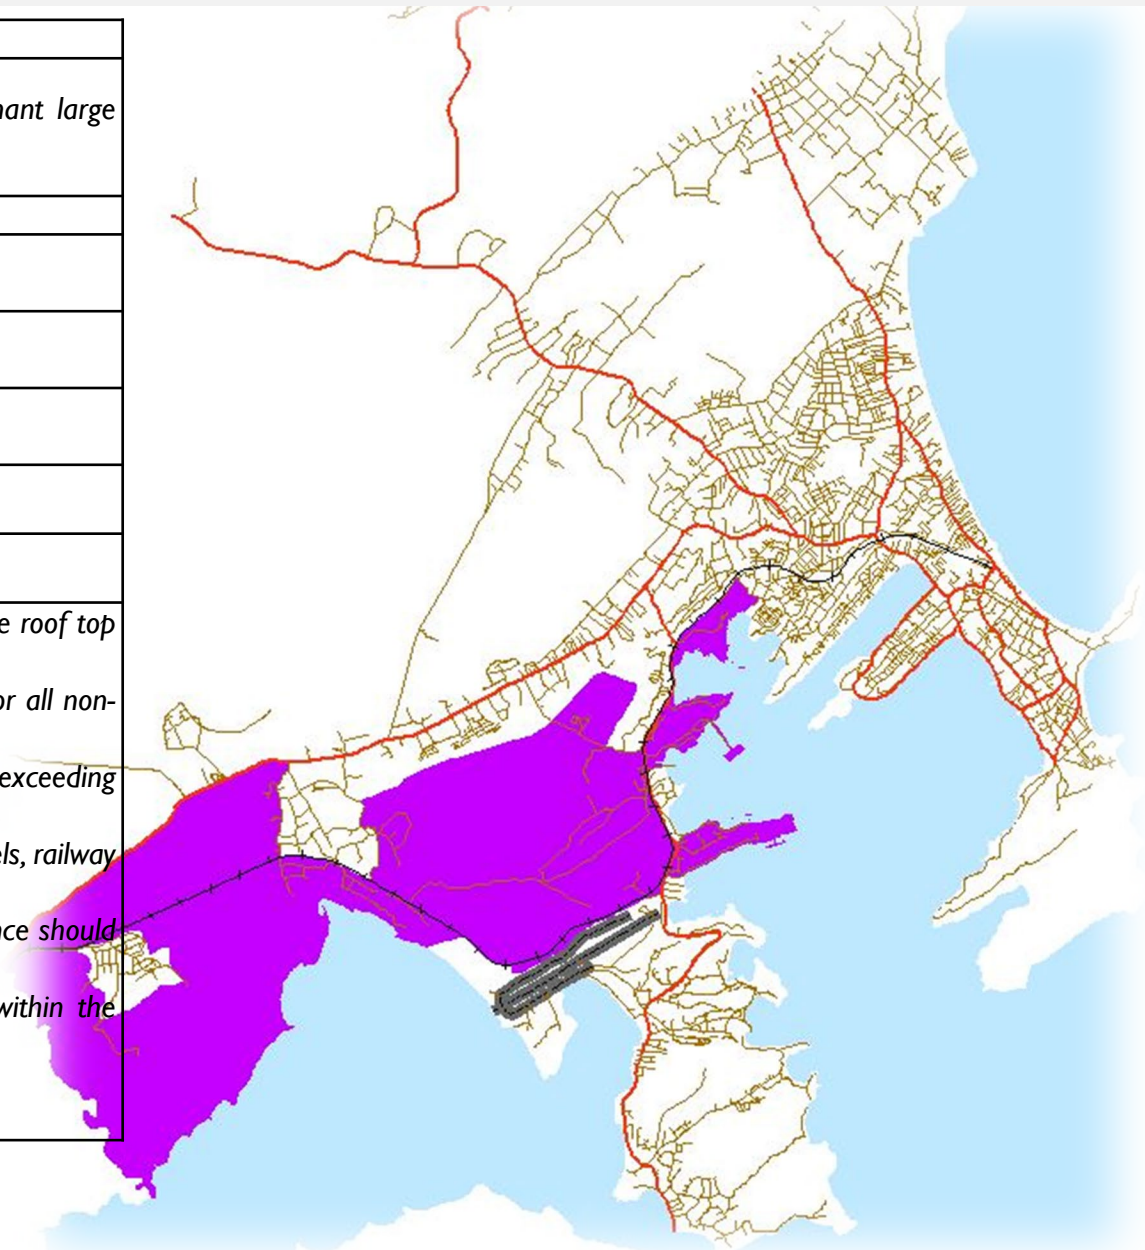 nant large
e roof top
or all non-
exceeding
els, railway
nce should
within the